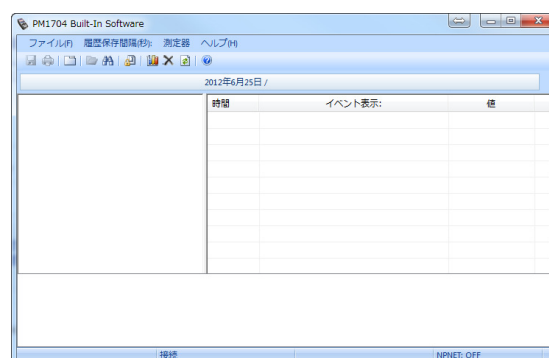 PM1704 Built-In Software
ファイル(F) 履歴保存間隔(秒): 測定器 ヘルプ(H)
2012年6月25日 /
時間 イベント表示: 値
接続 NPNET: OFF